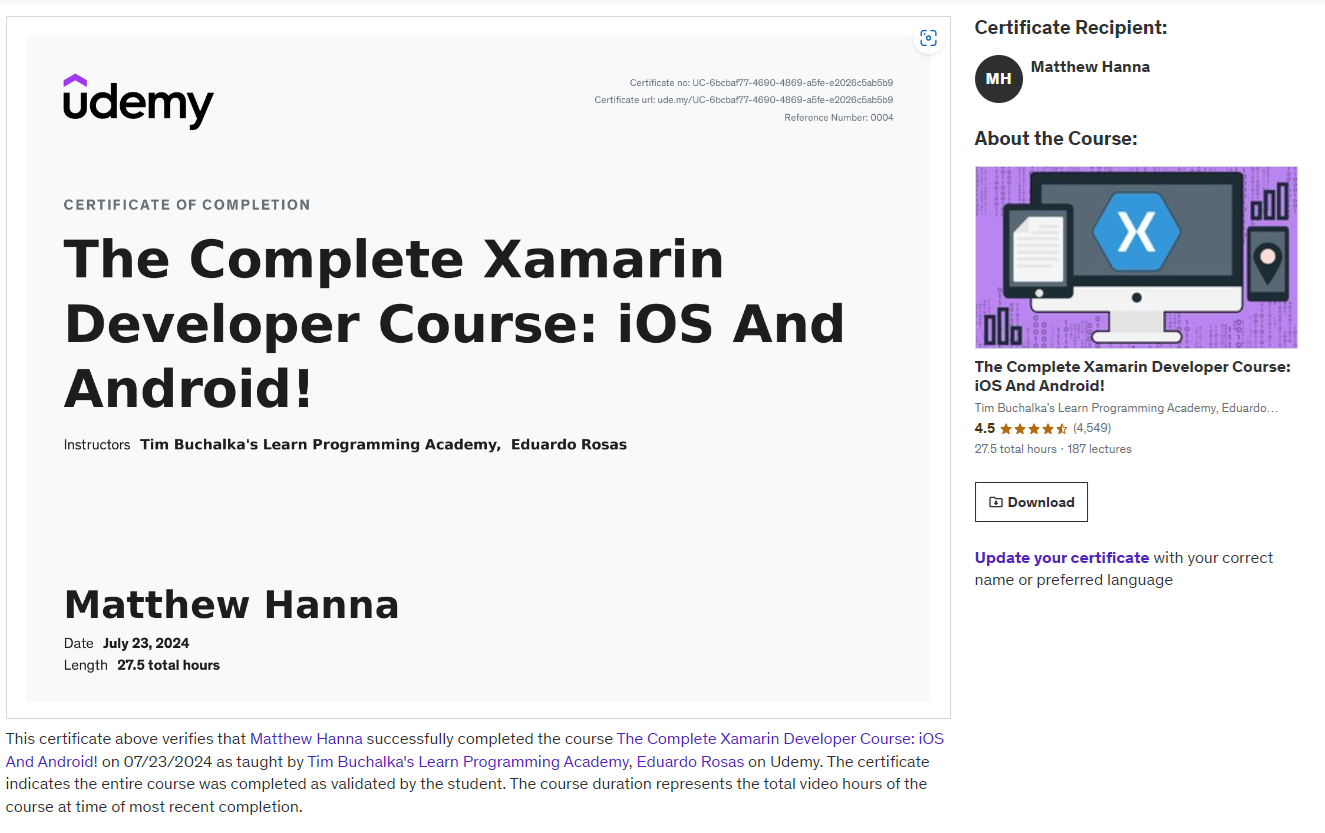 udemy
Certificate no: UC-6bcbaf77-4690-4869-a5fe-e2026c5ab5b9
Certificate url: ude.my/UC-6bcbaf77-4690-4869-a5fe-e2026c5ab5b9
Reference Number: 0004
CERTIFICATE OF COMPLETION
The Complete Xamarin
Developer Course: iOS And
Android!
Instructors Tim Buchalka's Learn Programming Academy, Eduardo Rosas
Matthew Hanna
Date July 23, 2024
Length 27.5 total hours
This certificate above verifies that Matthew Hanna successfully completed the course The Complete Xamarin Developer Course: iOS
And Android! on 07/23/2024 as taught by Tim Buchalka's Learn Programming Academy, Eduardo Rosas on Udemy. The certificate
indicates the entire course was completed as validated by the student. The course duration represents the total video hours of the
course at time of most recent completion.
Certificate Recipient:
MH
Matthew Hanna
About the Course:
X
The Complete Xamarin Developer Course:
iOS And Android!
Tim Buchalka's Learn Programming Academy, Eduardo...
4.5 (4,549)
27.5 total hours · 187 lectures
Download
Update your certificate with your correct
name or preferred language